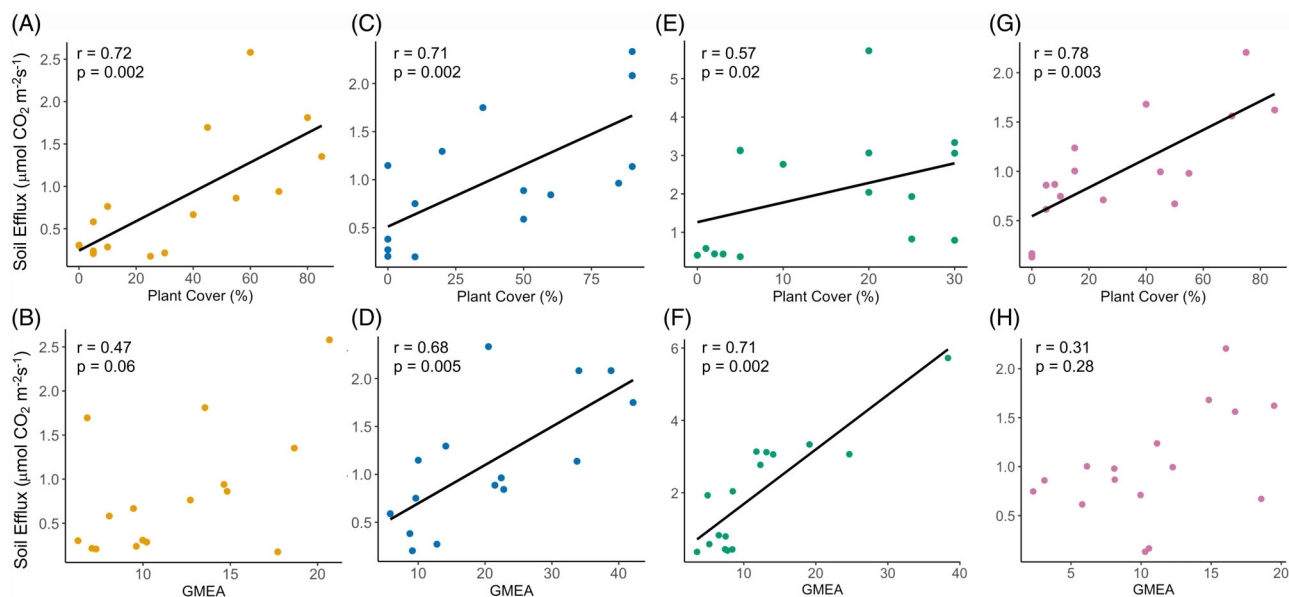 (A)
r = 0.72
p = 0.002
2.5
2.0
1.5
1.0
0.5
0
20
40
60
80
Plant Cover (%)
Soil Efflux (μmol CO₂ m⁻²s⁻¹)
(C)
r = 0.71
p = 0.002
2.0
1.5
1.0
0.5
0
25
50
75
Plant Cover (%)
(E)
r = 0.57
p = 0.02
5
4
3
2
1
0
10
20
30
Plant Cover (%)
(G)
r = 0.78
p = 0.003
2.0
1.5
1.0
0.5
0
20
40
60
80
Plant Cover (%)
(B)
r = 0.47
p = 0.06
2.5
2.0
1.5
1.0
0.5
10
15
20
GMEA
Soil Efflux (μmol CO₂ m⁻²s⁻¹)
(D)
r = 0.68
p = 0.005
2.0
1.5
1.0
0.5
10
20
30
40
GMEA
(F)
r = 0.71
p = 0.002
6
4
2
10
20
30
40
GMEA
(H)
r = 0.31
p = 0.28
2.0
1.5
1.0
0.5
5
10
15
20
GMEA